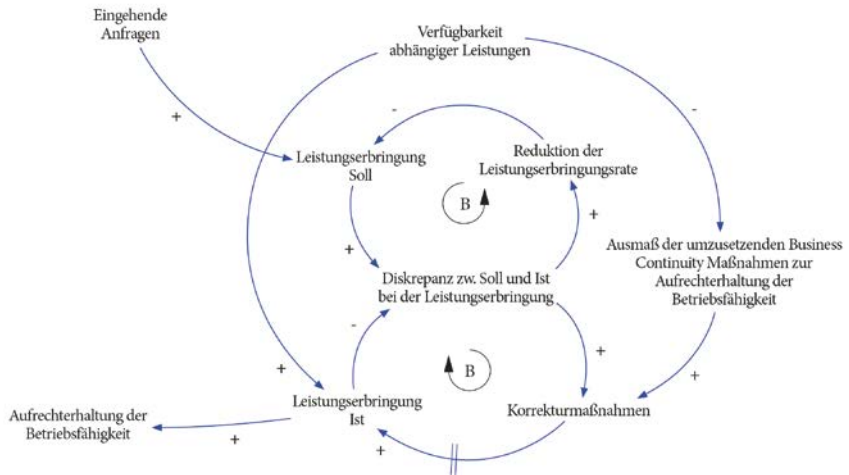 Eingehende
Anfragen
Verfügbarkeit
abhängiger Leistungen
+
-
-
Leistungserbringung
Soll
Reduktion der
Leistungserbringungsrate
B
+
+
Ausmaß der umzusetzenden Business
Continuity Maßnahmen zur
Aufrechterhaltung der
Betriebsfähigkeit
Diskrepanz zw. Soll und Ist
bei der Leistungserbringung
-
+
+
B
+
Leistungserbringung
Ist
Korrekturmaßnahmen
Aufrechterhaltung der
Betriebsfähigkeit
+
+